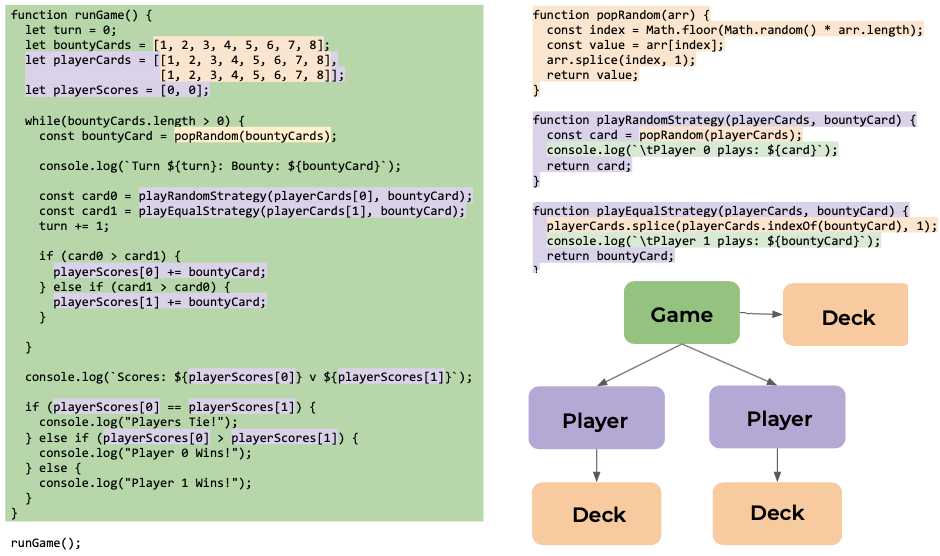 function runGame() {
  let turn = 0;
  let bountyCards = [1, 2, 3, 4, 5, 6, 7, 8];
  let playerCards = [[1, 2, 3, 4, 5, 6, 7, 8],
                     [1, 2, 3, 4, 5, 6, 7, 8]];
  let playerScores = [0, 0];

  while(bountyCards.length > 0) {
    const bountyCard = popRandom(bountyCards);

    console.log(`Turn ${turn}: Bounty: ${bountyCard}`);

    const card0 = playRandomStrategy(playerCards[0], bountyCard);
    const card1 = playEqualStrategy(playerCards[1], bountyCard);
    turn += 1;

    if (card0 > card1) {
      playerScores[0] += bountyCard;
    } else if (card1 > card0) {
      playerScores[1] += bountyCard;
    }

  }

  console.log(`Scores: ${playerScores[0]} v ${playerScores[1]}`);

  if (playerScores[0] == playerScores[1]) {
    console.log("Players Tie!");
  } else if (playerScores[0] > playerScores[1]) {
    console.log("Player 0 Wins!");
  } else {
    console.log("Player 1 Wins!");
  }
}

runGame();

function popRandom(arr) {
  const index = Math.floor(Math.random() * arr.length);
  const value = arr[index];
  arr.splice(index, 1);
  return value;
}

function playRandomStrategy(playerCards, bountyCard) {
  const card = popRandom(playerCards);
  console.log(`\tPlayer 0 plays: ${card}`);
  return card;
}

function playEqualStrategy(playerCards, bountyCard) {
  playerCards.splice(playerCards.indexOf(bountyCard), 1);
  console.log(`\tPlayer 1 plays: ${bountyCard}`);
  return bountyCard;
}

Game
Deck
Player
Player
Deck
Deck